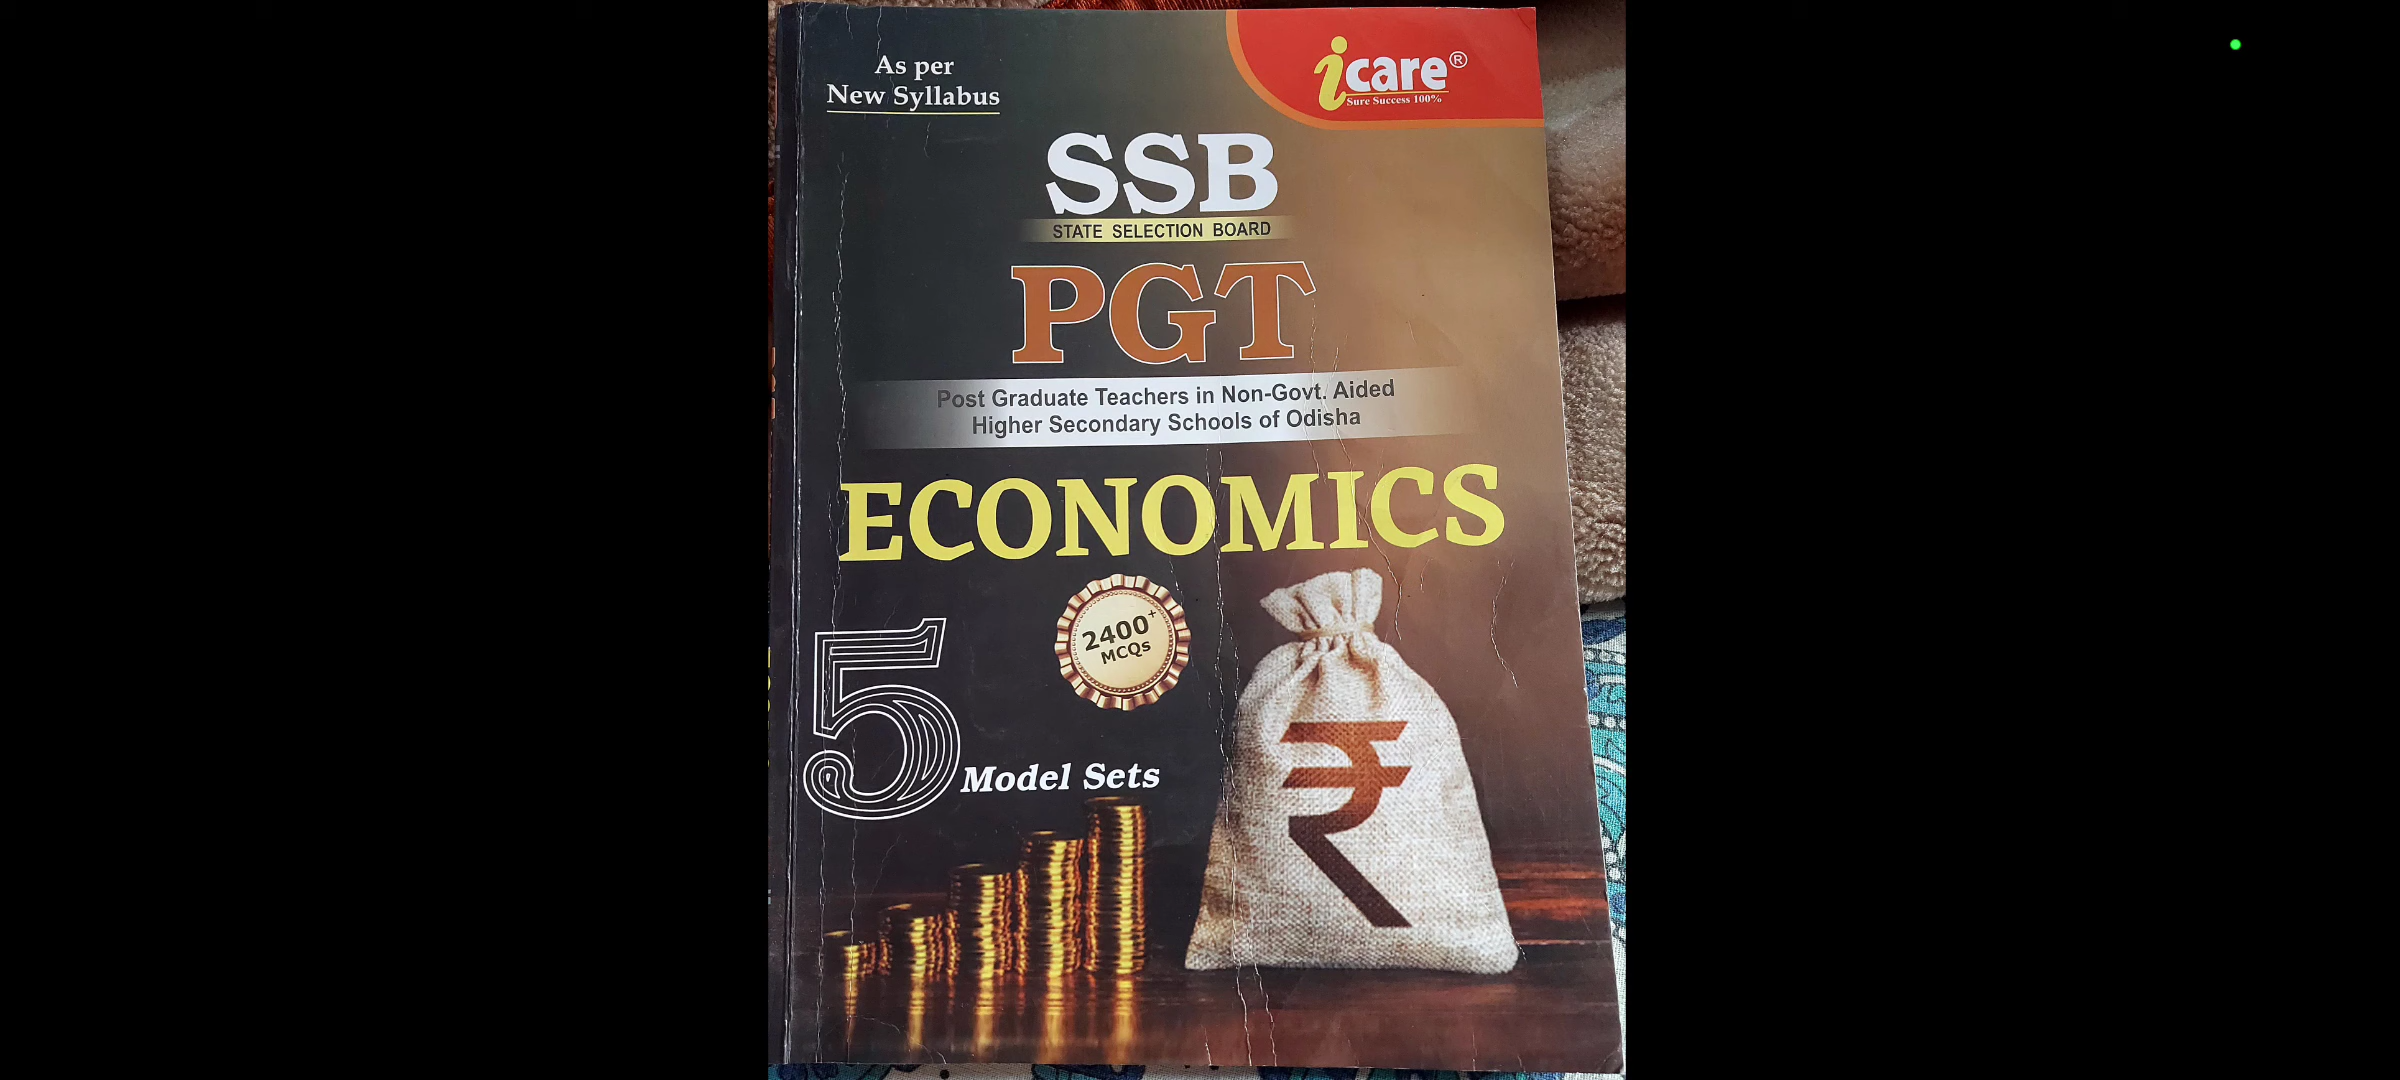 As per
New Syllabus
icare®
Sure Success 100%
SSB
STATE SELECTION BOARD
PGT
Post Graduate Teachers in Non-Govt. Aided
Higher Secondary Schools of Odisha
ECONOMICS
2400+
MCQs
5 Model Sets
₹